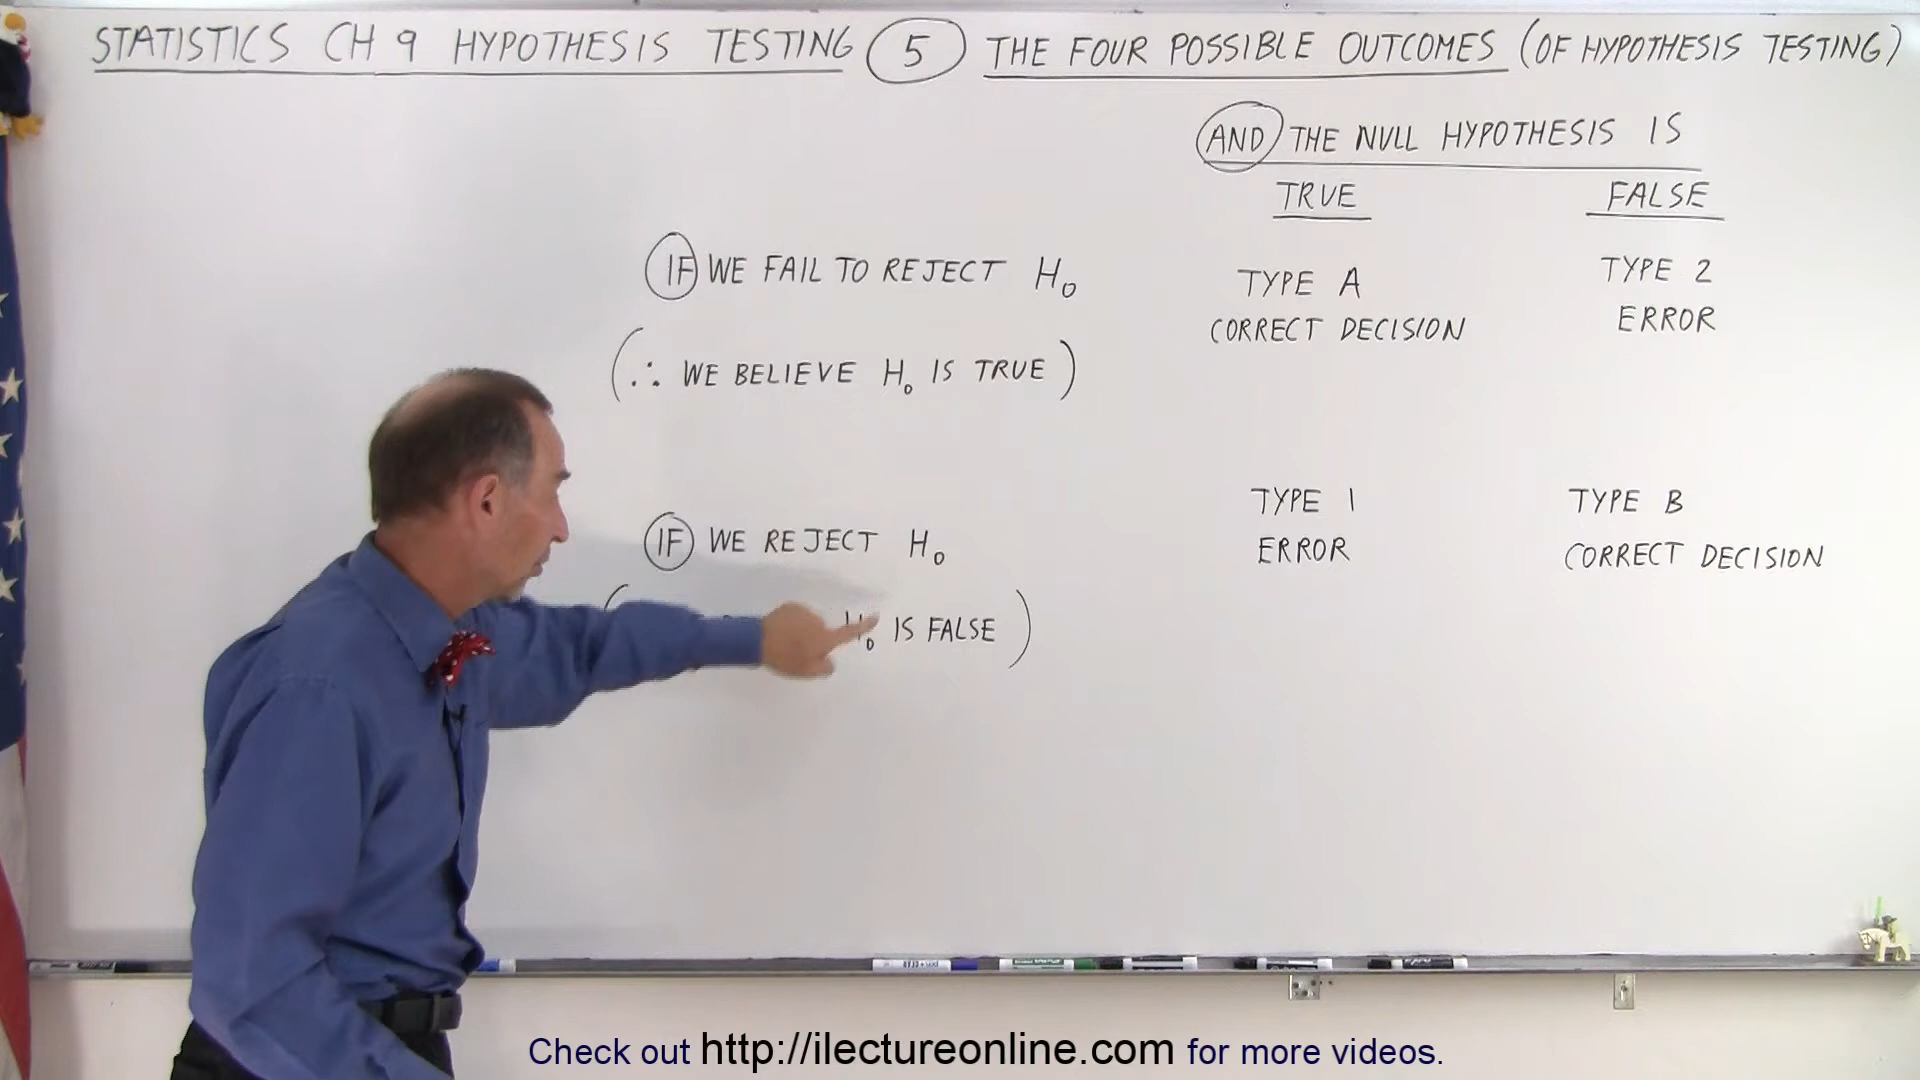 STATISTICS CH 9 HYPOTHESIS TESTING 5 THE FOUR POSSIBLE OUTCOMES (OF HYPOTHESIS TESTING)
AND THE NULL HYPOTHESIS IS
TRUE FALSE
IF WE FAIL TO REJECT H₀ TYPE A TYPE 2
CORRECT DECISION ERROR
(∴ WE BELIEVE H₀ IS TRUE)
IF WE REJECT H₀ TYPE 1 TYPE B
ERROR CORRECT DECISION
( H₀ IS FALSE)
Check out http://ilectureonline.com for more videos.